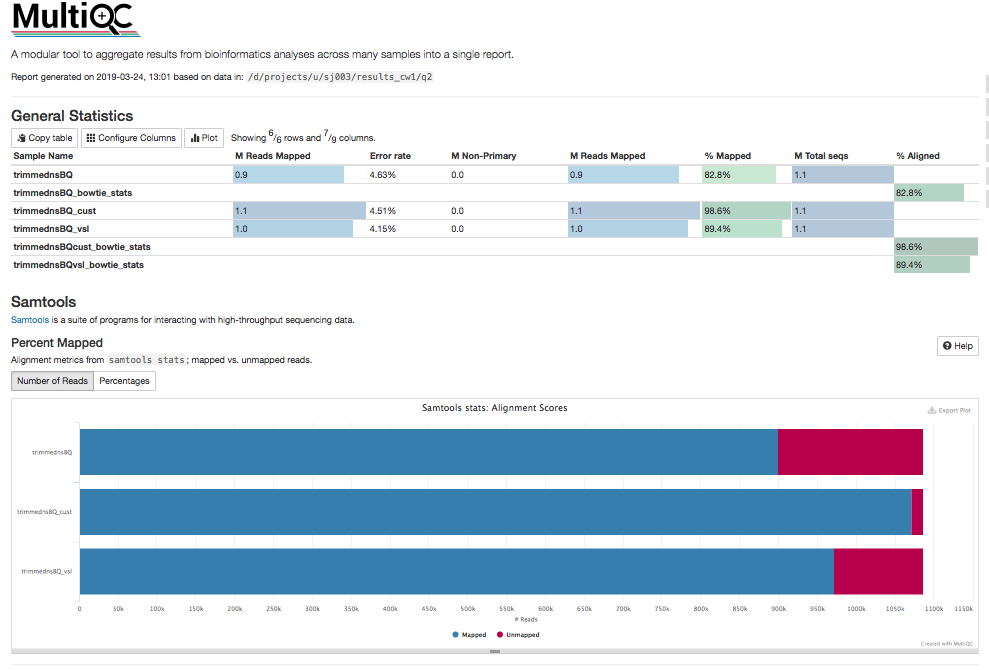 MultiQC
A modular tool to aggregate results from bioinformatics analyses across many samples into a single report.
Report generated on 2019-03-24, 13:01 based on data in: /d/projects/u/sj003/results_cw1/q2
General Statistics
Copy table Configure Columns Plot Showing 6/6 rows and 7/9 columns.
Sample Name M Reads Mapped Error rate M Non-Primary M Reads Mapped % Mapped M Total seqs % Aligned
trimmednsBQ 0.9 4.63% 0.0 0.9 82.8% 1.1
trimmednsBQ_bowtie_stats 82.8%
trimmednsBQ_cust 1.1 4.51% 0.0 1.1 98.6% 1.1
trimmednsBQ_vsl 1.0 4.15% 0.0 1.0 89.4% 1.1
trimmednsBQcust_bowtie_stats 98.6%
trimmednsBQvsl_bowtie_stats 89.4%
Samtools
Samtools is a suite of programs for interacting with high-throughput sequencing data.
Percent Mapped
Help
Alignment metrics from samtools stats; mapped vs. unmapped reads.
Number of Reads Percentages
Samtools stats: Alignment Scores
Export Plot
trimmednsBQ
trimmednsBQ_cust
trimmednsBQ_vsl
0 50k 100k 150k 200k 250k 300k 350k 400k 450k 500k 550k 600k 650k 700k 750k 800k 850k 900k 950k 1000k 1050k 1100k 1150k
# Reads
Mapped Unmapped
Created with MultiQC